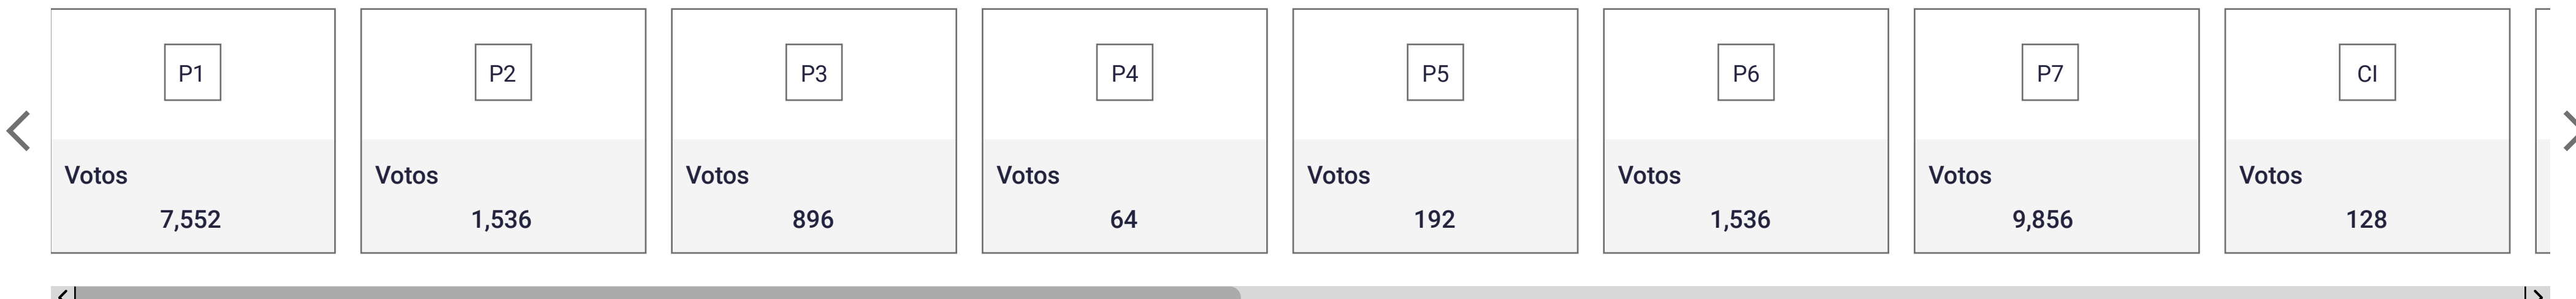 P1 P2 P3 P4 P5 P6 P7 CI
Votos Votos Votos Votos Votos Votos Votos Votos
7,552 1,536 896 64 192 1,536 9,856 128